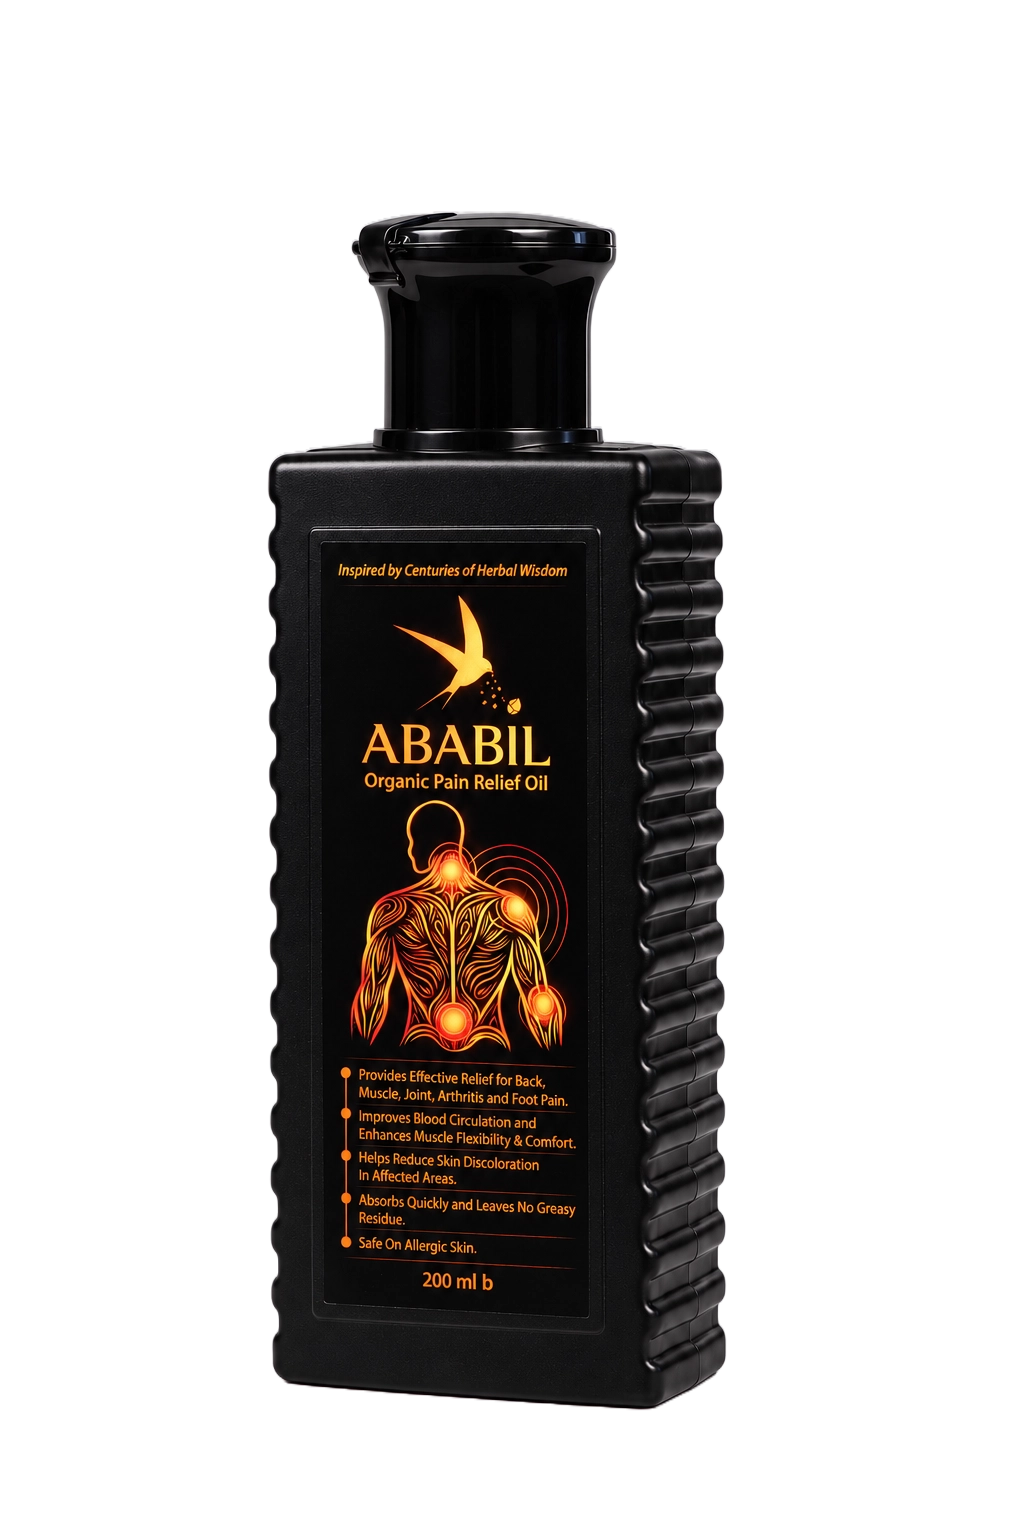 Inspired by Centuries of Herbal Wisdom
ABABIL
Organic Pain Relief Oil
Provides Effective Relief for Back,
Muscle, Joint, Arthritis and Foot Pain.
Improves Blood Circulation and
Enhances Muscle Flexibility & Comfort.
Helps Reduce Skin Discoloration
In Affected Areas.
Absorbs Quickly and Leaves No Greasy
Residue.
Safe On Allergic Skin.
200 ml b